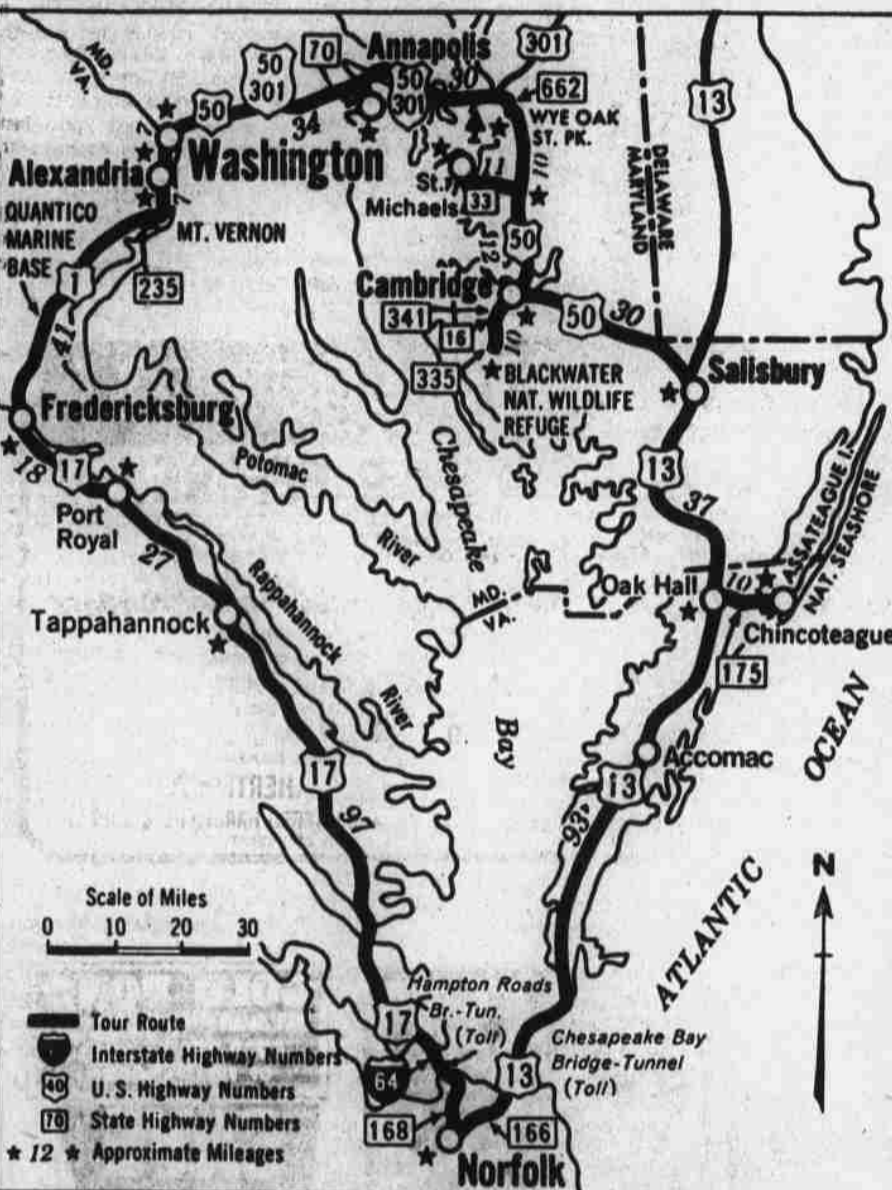 MD.
VA.
70
Annapolis
301
50
50
301
34
50
301
30
662
13
WYE OAK
ST. PK.
7
Washington
Alexandria
7
QUANTICO
MARINE
BASE
MT. VERNON
235
1
41
St.
Michaels
11
33
10
50
12
DELAWARE
MARYLAND
Cambridge
341
16
335
10
50
30
BLACKWATER
NAT. WILDLIFE
REFUGE
Salisbury
Fredericksburg
18
17
Port
Royal
27
Potomac
River
Chesapeake
Bay
13
37
ASSATEAGUE I.
NAT. SEASHORE
Tappahannock
Rappahannock
River
MD.
VA.
Oak Hall
10
Chincoteague
175
17
97
Accomac
13
93
ATLANTIC
OCEAN
N
Scale of Miles
0 10 20 30
Hampton Roads
Br.-Tun.
(Toll)
17
64
168
13
166
Chesapeake Bay
Bridge-Tunnel
(Toll)
Norfolk
Tour Route
Interstate Highway Numbers
40 U. S. Highway Numbers
70 State Highway Numbers
* 12 * Approximate Mileages